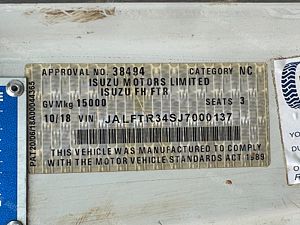 APPROVAL NO. 38494 CATEGORY NC
ISUZU MOTORS LIMITED
ISUZU FH FTR
GVM kg 15000 SEATS 3
10/18 VIN JALFTR34SJ7000137
THIS VEHICLE WAS MANUFACTURED TO COMPLY
WITH THE MOTOR VEHICLE STANDARDS ACT 1989